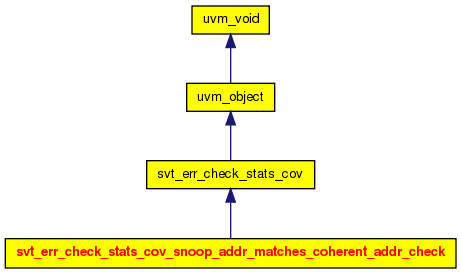 uvm_void
uvm_object
svt_err_check_stats_cov
svt_err_check_stats_cov_snoop_addr_matches_coherent_addr_check